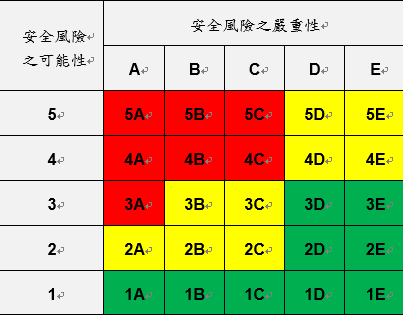 安全風險
之可能性
安全風險之嚴重性
A B C D E
5 5A 5B 5C 5D 5E
4 4A 4B 4C 4D 4E
3 3A 3B 3C 3D 3E
2 2A 2B 2C 2D 2E
1 1A 1B 1C 1D 1E